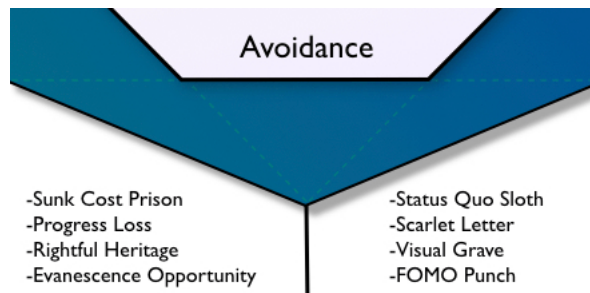 Avoidance
-Sunk Cost Prison
-Progress Loss
-Rightful Heritage
-Evanescence Opportunity
-Status Quo Sloth
-Scarlet Letter
-Visual Grave
-FOMO Punch